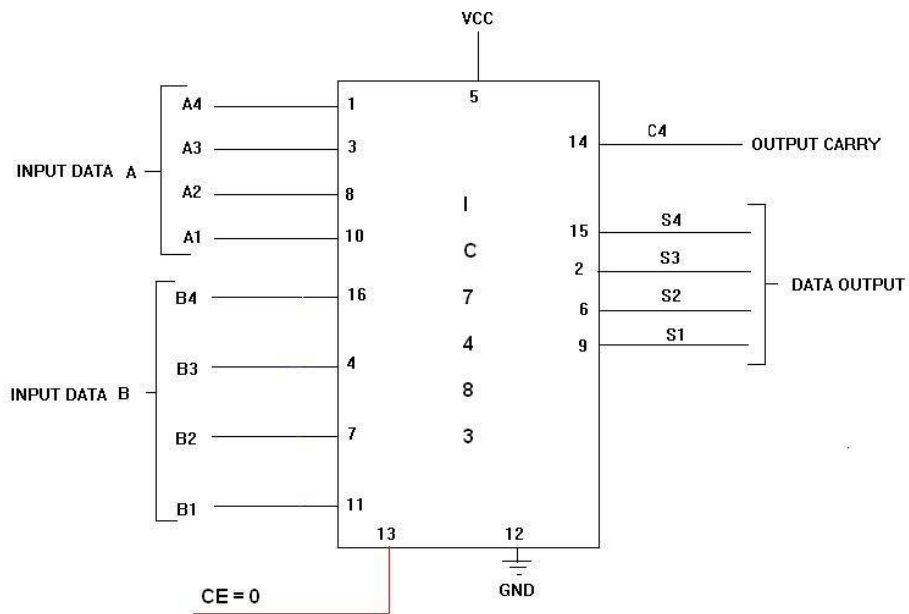 VCC
5
A4 1
A3 3
INPUT DATA A
A2 8
A1 10
B4 16
B3 4
INPUT DATA B
B2 7
B1 11
I
C
7
4
8
3
14 C4 OUTPUT CARRY
15 S4
2 S3
DATA OUTPUT
6 S2
9 S1
13
12
CE = 0
GND